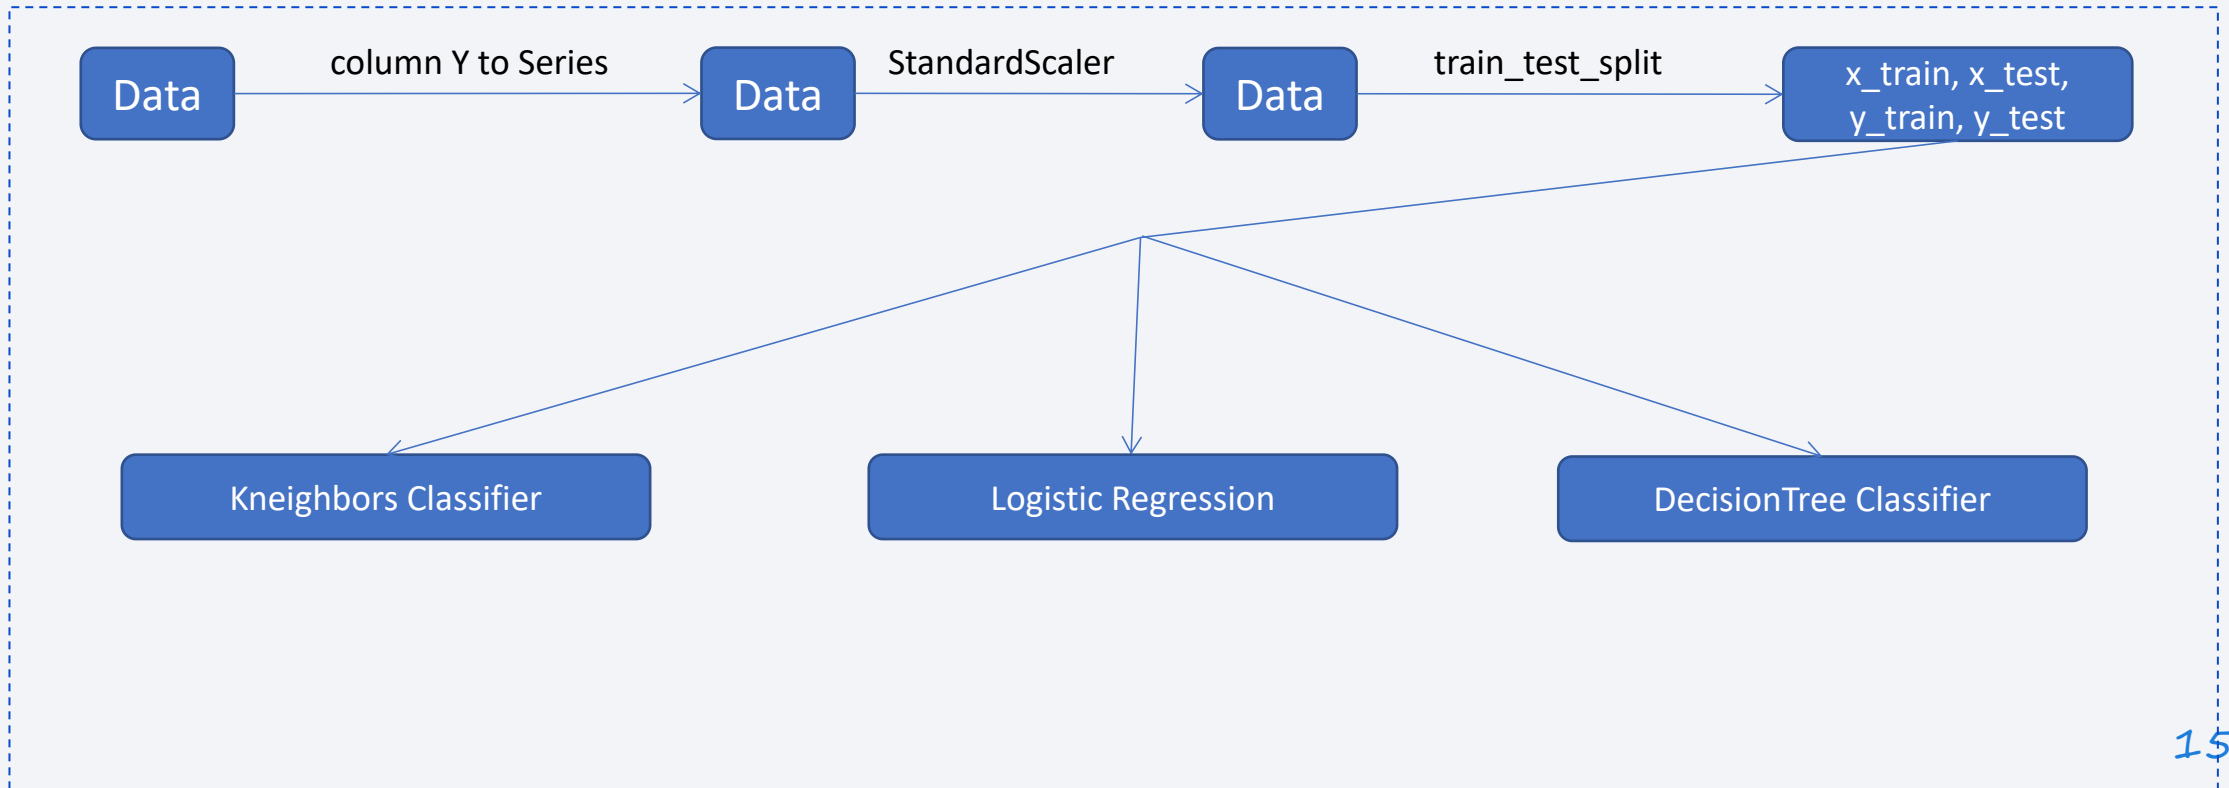 column Y to Series
StandardScaler
train_test_split
Data
Data
Data
x_train, x_test,
y_train, y_test
Kneighbors Classifier
Logistic Regression
DecisionTree Classifier
15